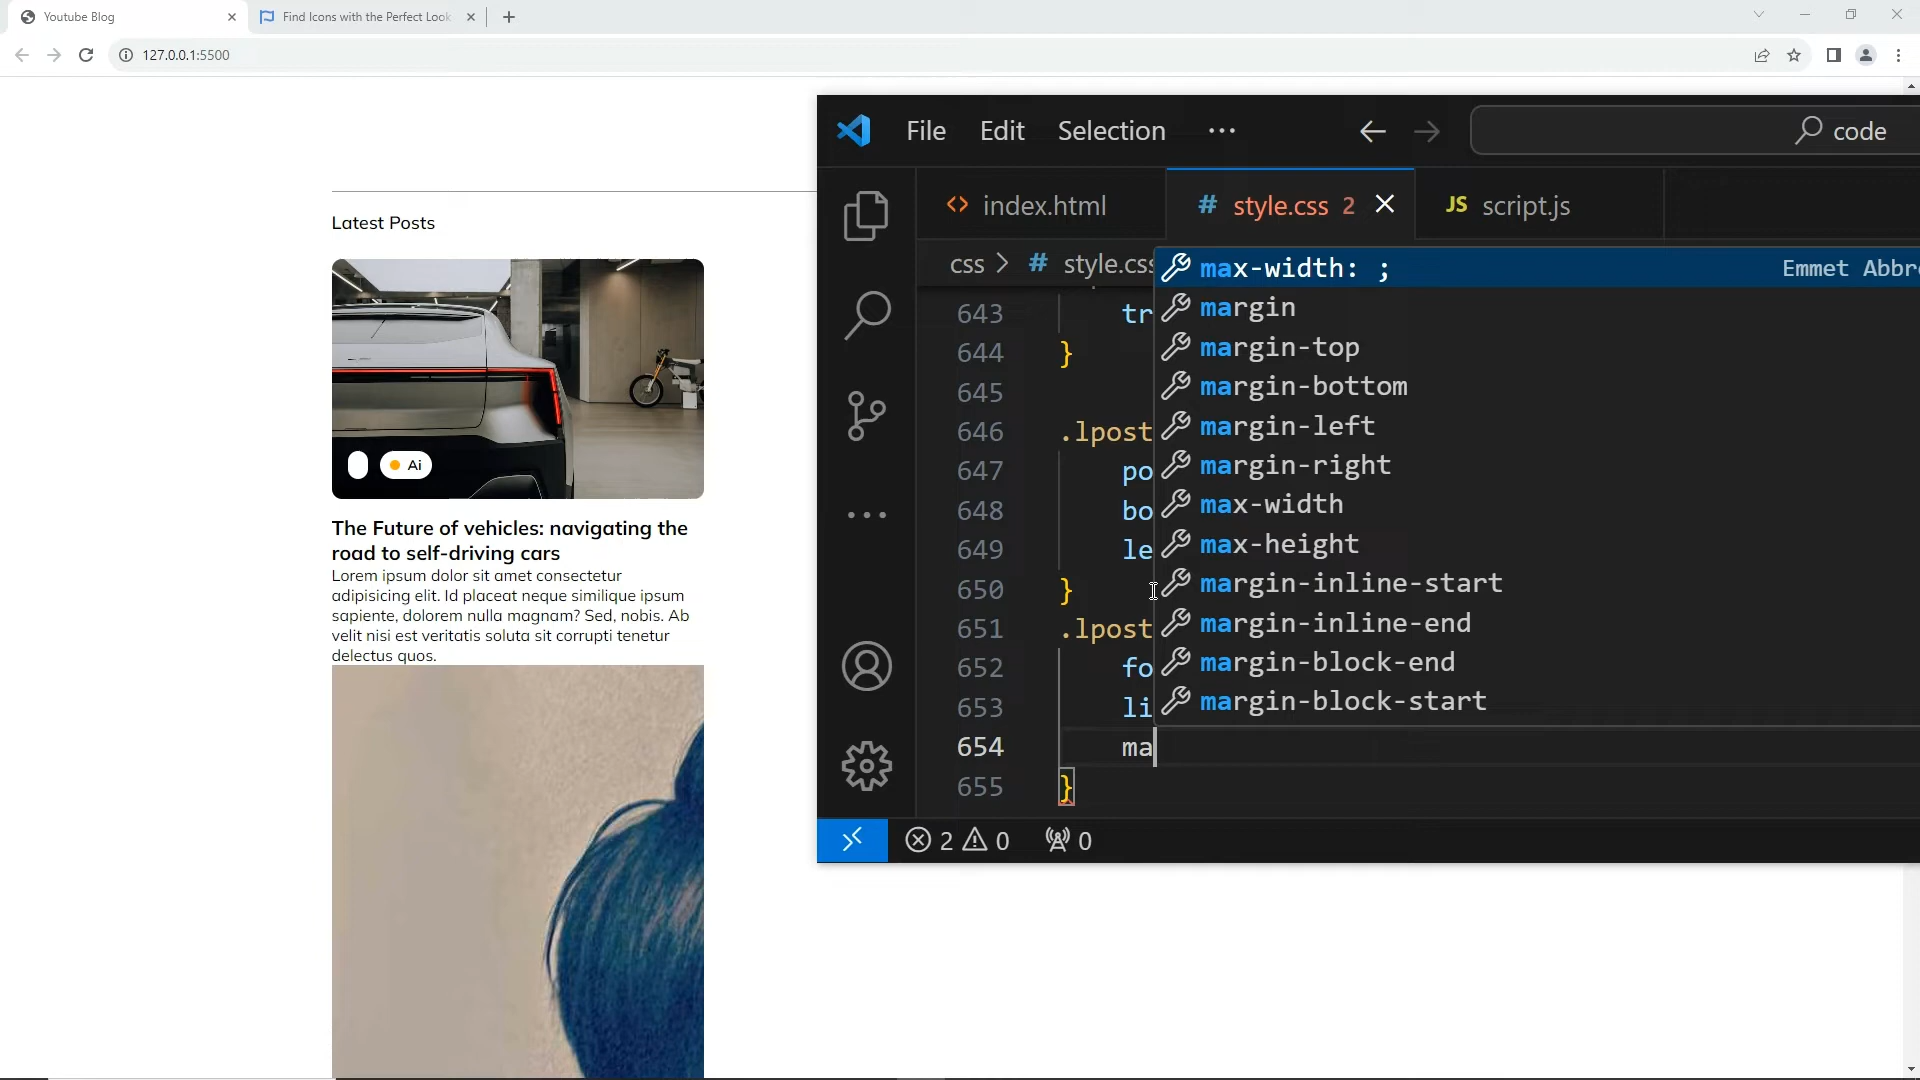 Youtube Blog
Find Icons with the Perfect Look
127.0.0.1:5500
Latest Posts
Ai
The Future of vehicles: navigating the
road to self-driving cars
Lorem ipsum dolor sit amet consectetur
adipisicing elit. Id placeat neque similique ipsum
sapiente, dolorem nulla magnam? Sed, nobis. Ab
velit nisi est veritatis soluta sit corrupti tenetur
delectus quos.
File Edit Selection ···
code
index.html
# style.css 2
JS script.js
css > # style.css
643 tr
644 }
645
646 .lpost
647 po
648 bo
649 le
650 }
651 .lpost
652 fo
653 li
654 ma
655 }
max-width: ; Emmet Abbre
margin
margin-top
margin-bottom
margin-left
margin-right
max-width
max-height
margin-inline-start
margin-inline-end
margin-block-end
margin-block-start
2 0 0